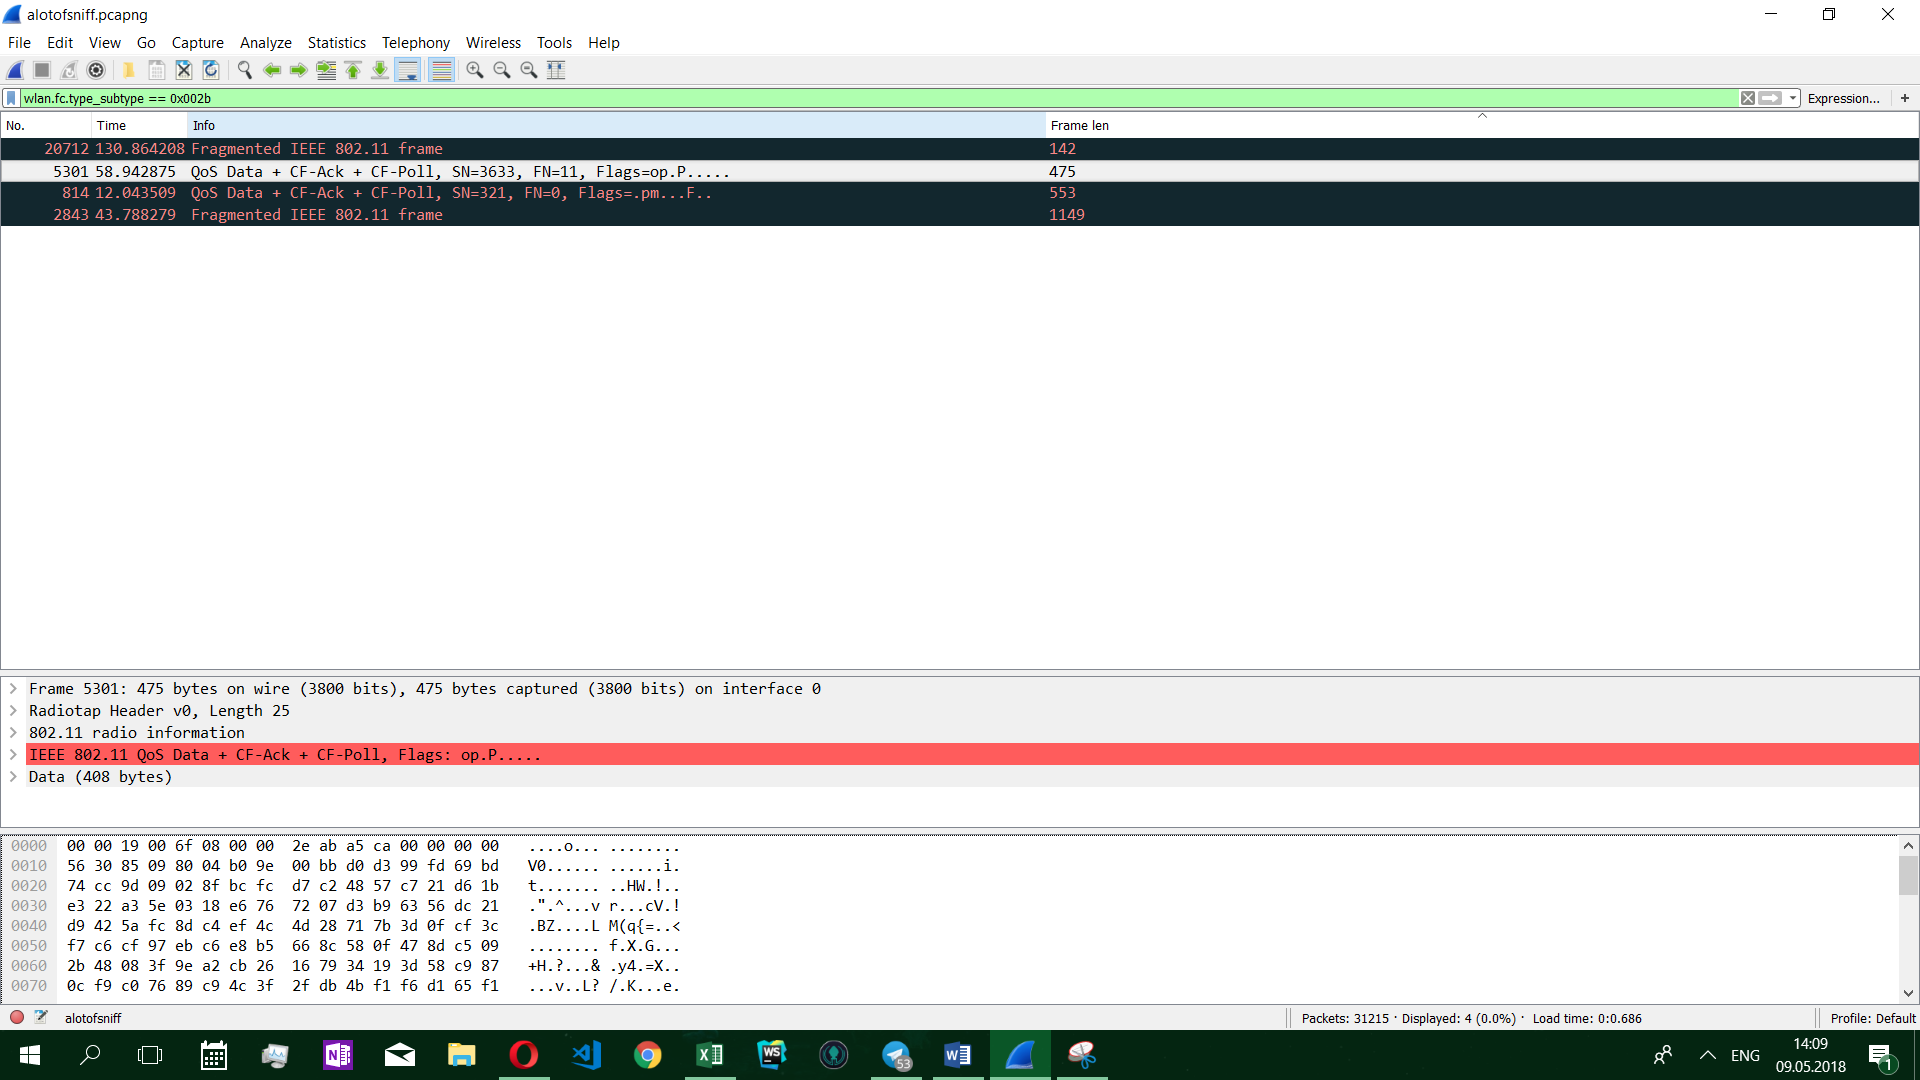 alotofsniff.pcapng
File Edit View Go Capture Analyze Statistics Telephony Wireless Tools Help
wlan.fc.type_subtype == 0x002b
Expression... +
No. Time Info Frame len
20712 130.864208 Fragmented IEEE 802.11 frame 142
5301 58.942875 QoS Data + CF-Ack + CF-Poll, SN=3633, FN=11, Flags=op.P..... 475
814 12.043509 QoS Data + CF-Ack + CF-Poll, SN=321, FN=0, Flags=.pm...F.. 553
2843 43.788279 Fragmented IEEE 802.11 frame 1149
Frame 5301: 475 bytes on wire (3800 bits), 475 bytes captured (3800 bits) on interface 0
Radiotap Header v0, Length 25
802.11 radio information
IEEE 802.11 QoS Data + CF-Ack + CF-Poll, Flags: op.P.....
Data (408 bytes)
0000 00 00 19 00 6f 08 00 00 2e ab a5 ca 00 00 00 00 ....o... ........
0010 56 30 85 09 80 04 b0 9e 00 bb d0 d3 99 fd 69 bd V0...... ......i.
0020 74 cc 9d 09 02 8f bc fc d7 c2 48 57 c7 21 d6 1b t....... ..HW.!..
0030 e3 22 a3 5e 03 18 e6 76 72 07 d3 b9 63 56 dc 21 .".^...v r...cV.!
0040 d9 42 5a fc 8d c4 ef 4c 4d 28 71 7b 3d 0f cf 3c .BZ....L M(q{=..<
0050 f7 c6 cf 97 eb c6 e8 b5 66 8c 58 0f 47 8d c5 09 ........ f.X.G...
0060 2b 48 08 3f 9e a2 cb 26 16 79 34 19 3d 58 c9 87 +H.?...& .y4.=X..
0070 0c f9 c0 76 89 c9 4c 3f 2f db 4b f1 f6 d1 65 f1 ...v..L? /.K...e.
alotofsniff
Packets: 31215 · Displayed: 4 (0.0%) · Load time: 0:0.686
Profile: Default
N
X
WS
53
W
ENG
14:09
09.05.2018
1